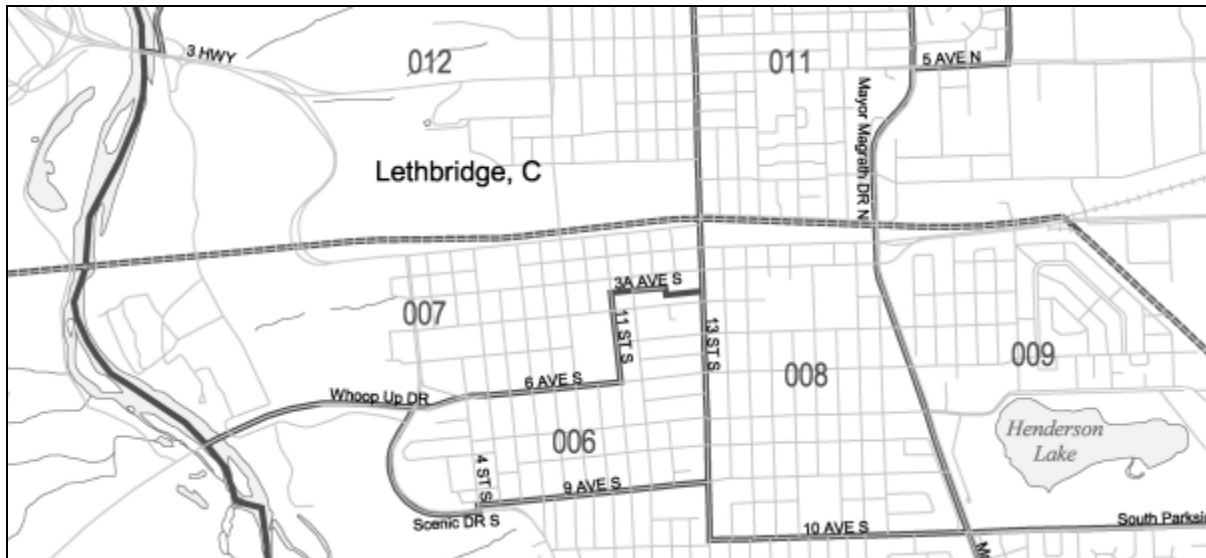 3 HWY
012
011
5 AVE N
Mayor Magrath DR N
Lethbridge, C
3A AVE S
007
11 ST S
13 ST S
009
008
6 AVE S
Whoop Up DR
Henderson
Lake
006
4 ST S
9 AVE S
Scenic DR S
10 AVE S
South Parksi